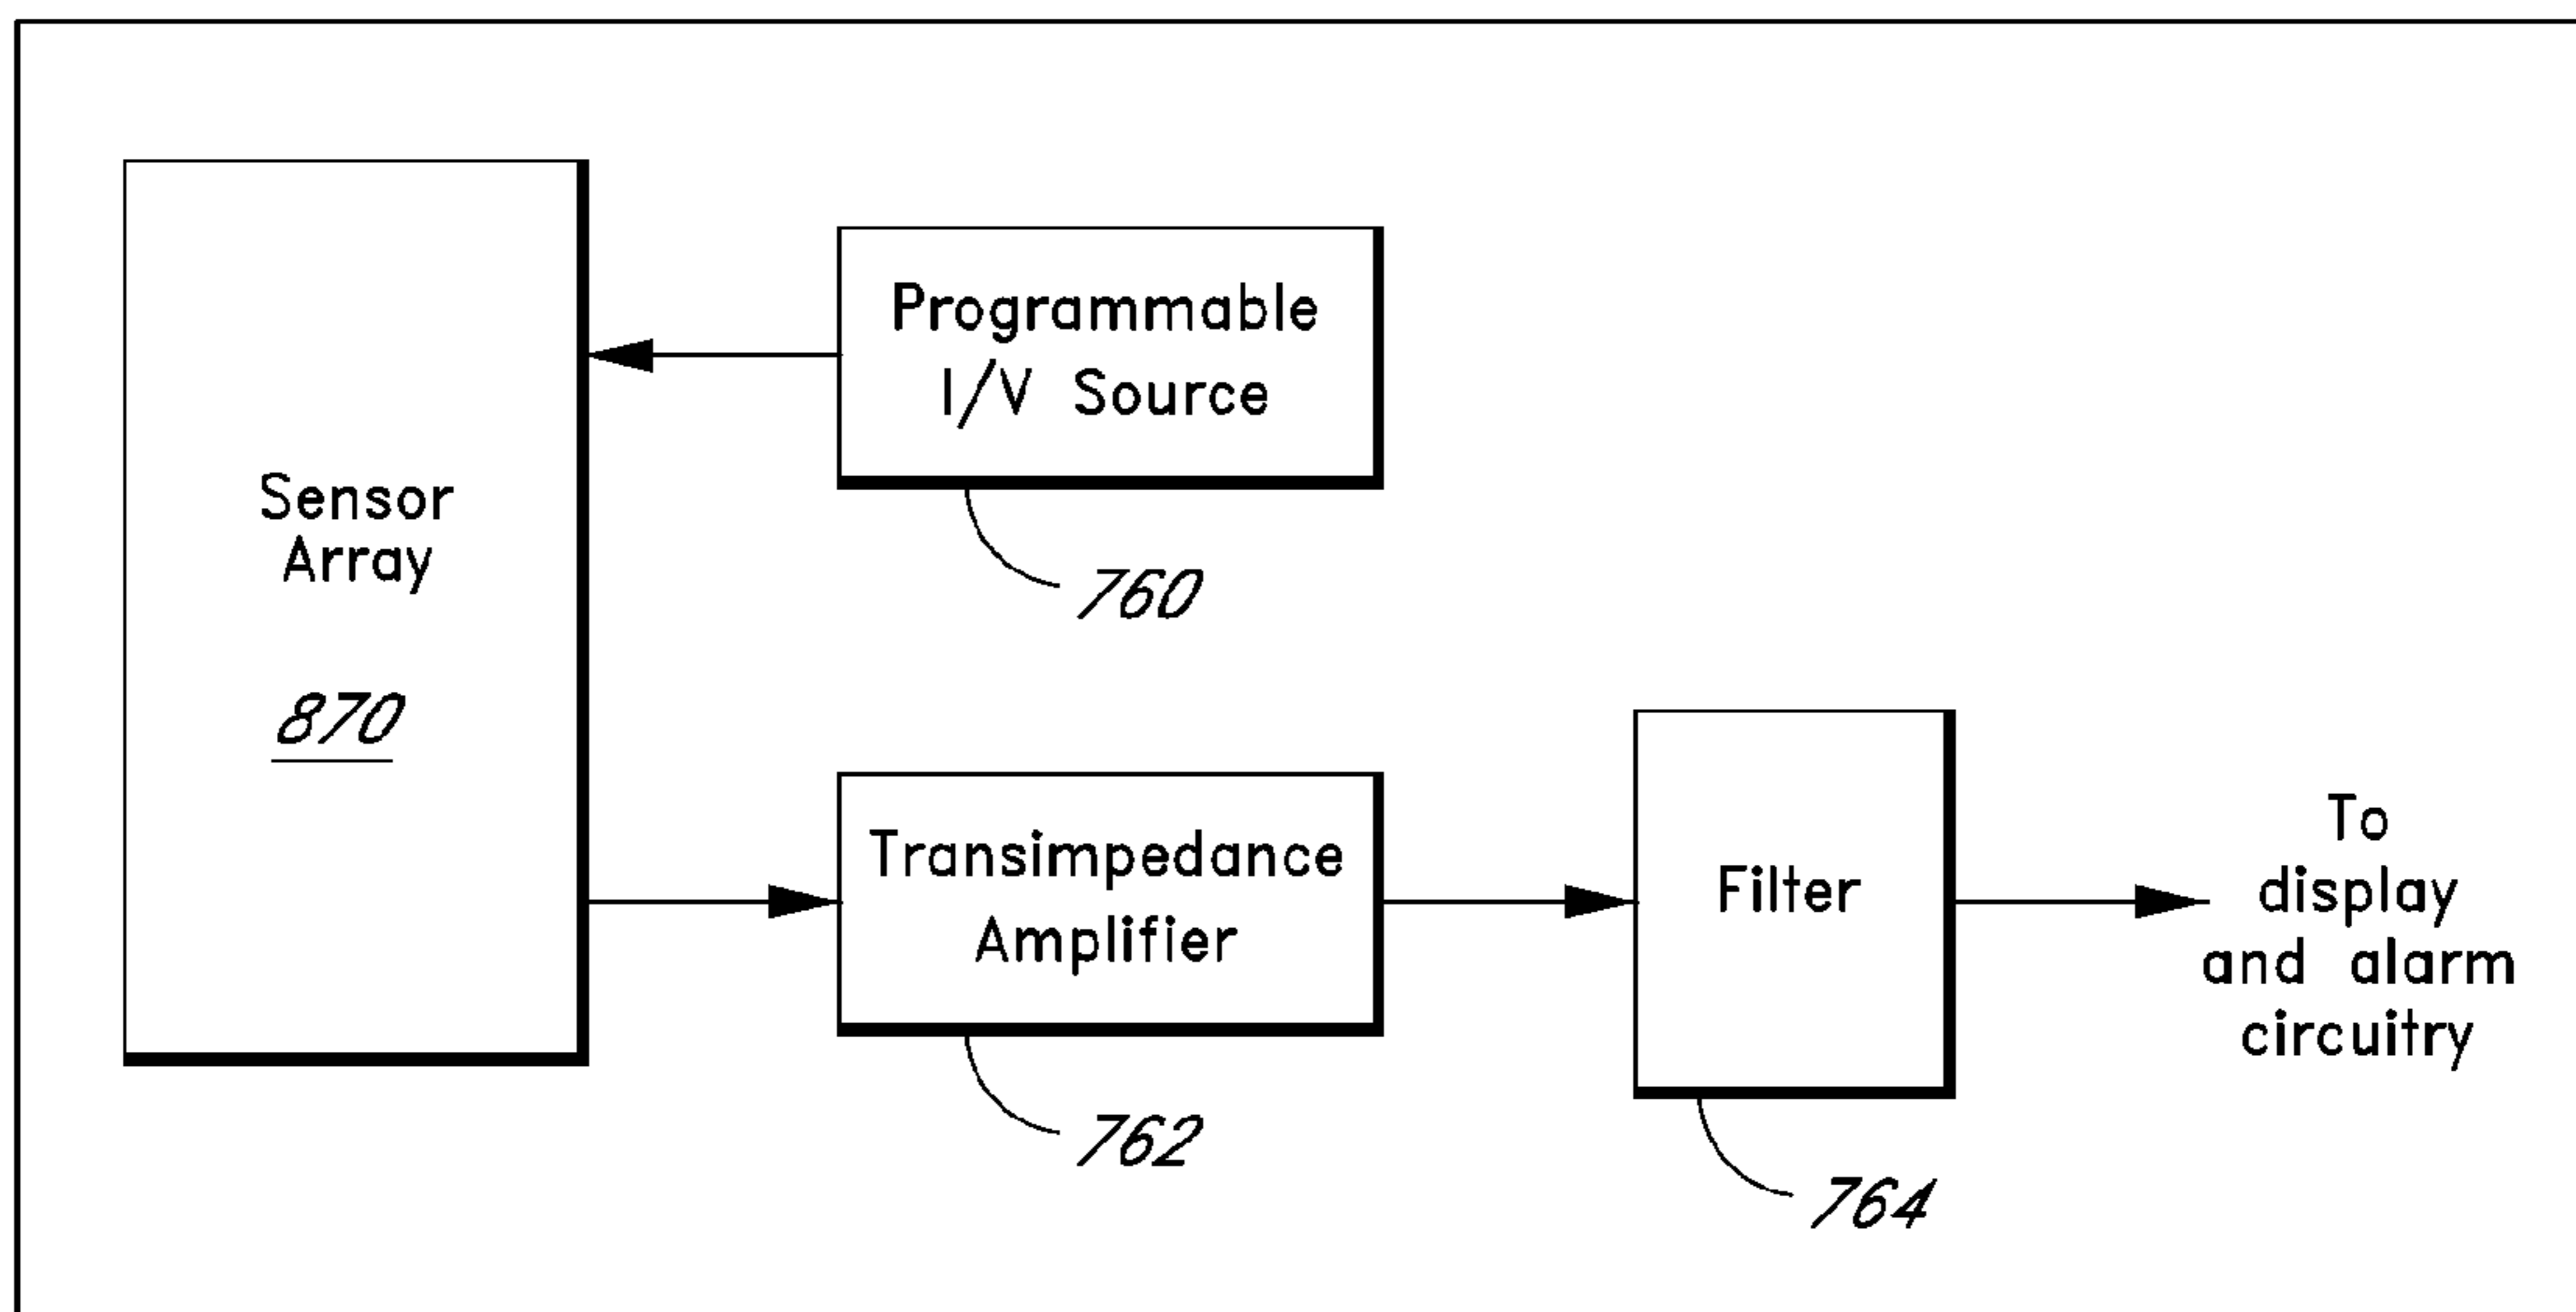 Sensor
Array
870
Programmable
I/V Source
760
Transimpedance
Amplifier
762
Filter
764
To
display
and alarm
circuitry